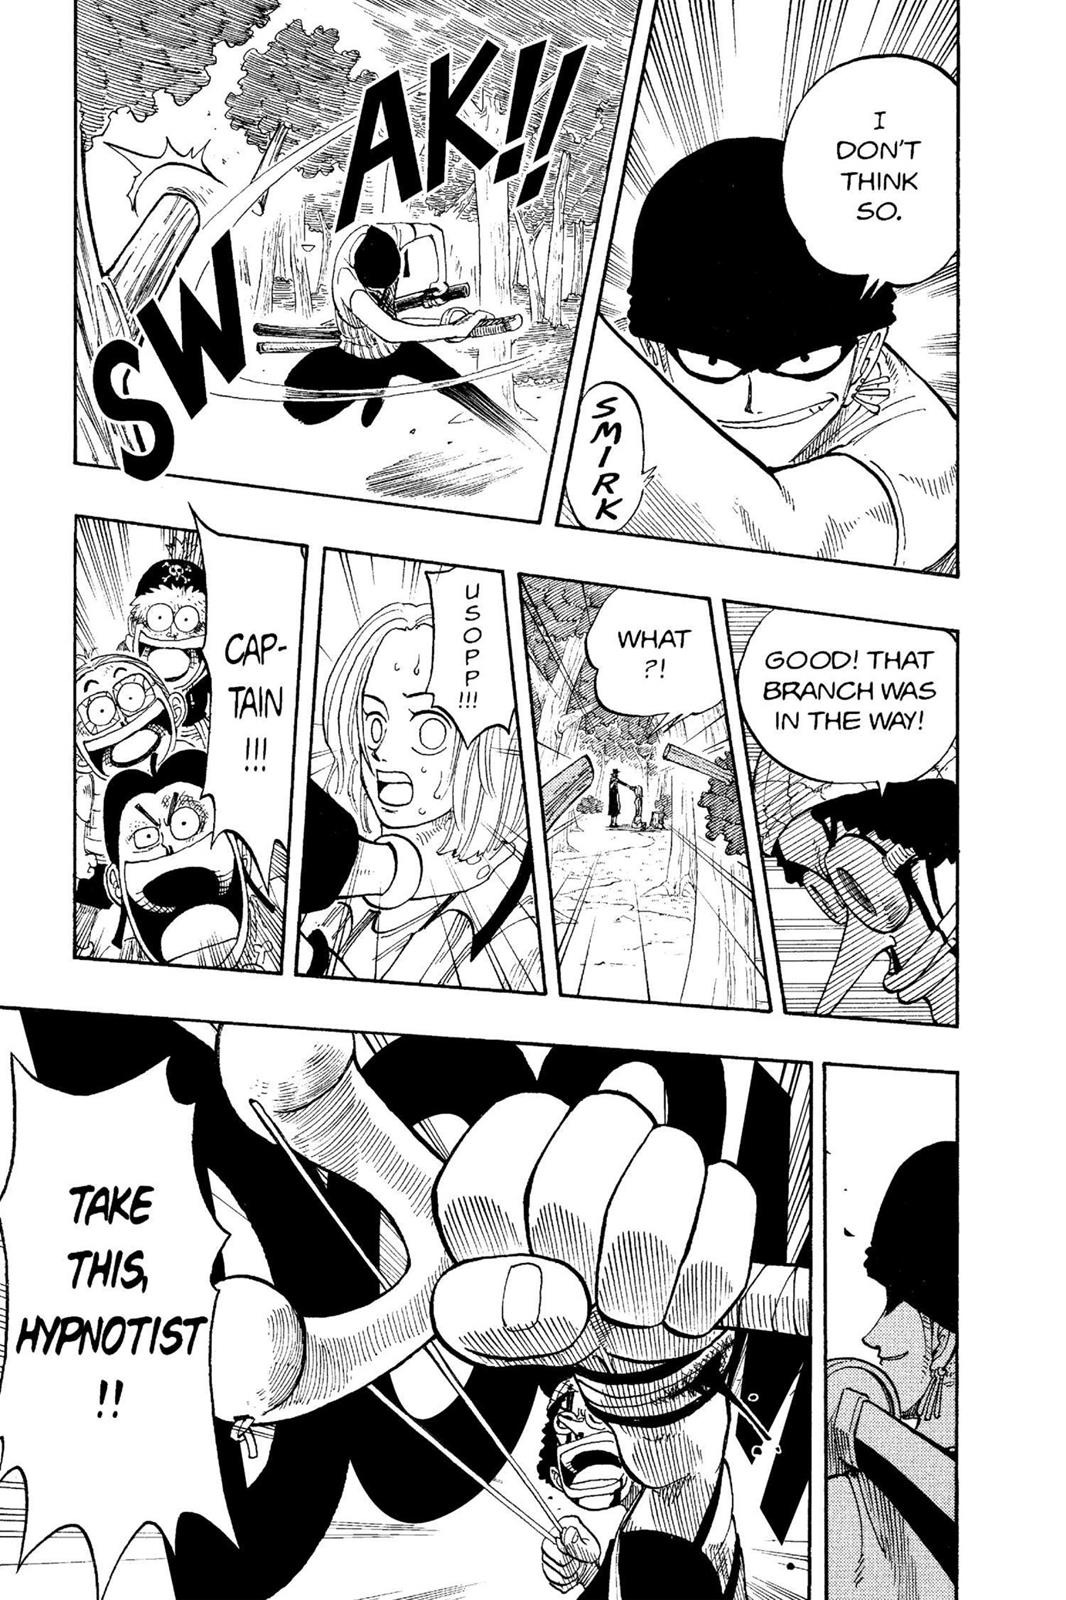 I
DON'T
THINK
SO.
SMIRK
SWAK!!
GOOD! THAT
BRANCH WAS
IN THE WAY!
WHAT
?!
USOPP!!!
CAP-
TAIN
!!!
TAKE
THIS,
HYPNOTIST
!!